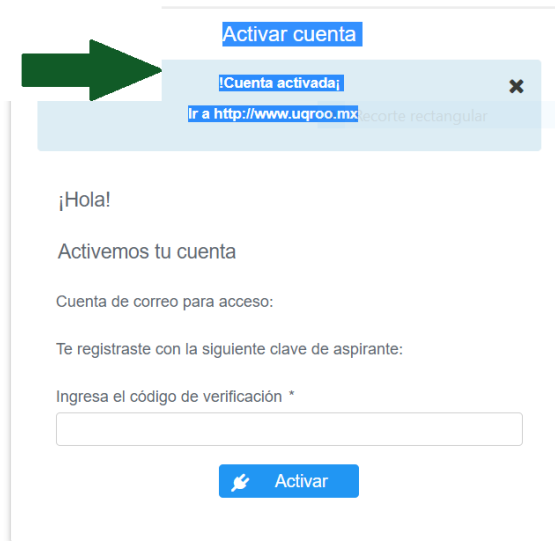 Activar cuenta
!Cuenta activada¡
Ir a http://www.uqroo.mx
recorte rectangular
¡Hola!
Activemos tu cuenta
Cuenta de correo para acceso:
Te registraste con la siguiente clave de aspirante:
Ingresa el código de verificación *
Activar